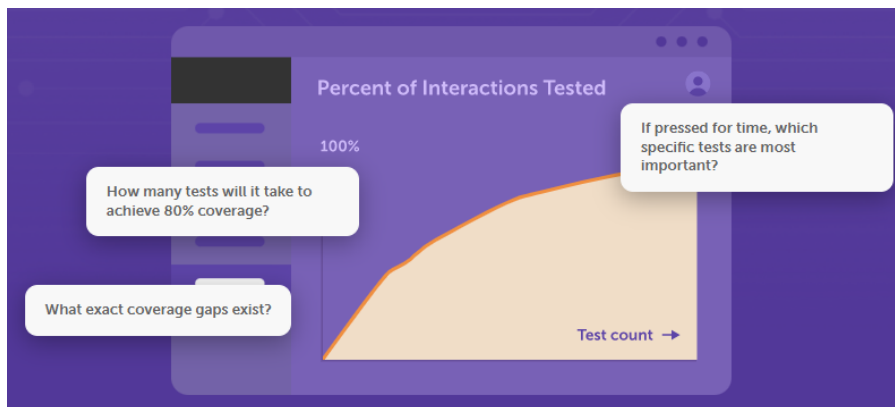 Percent of Interactions Tested
If pressed for time, which
specific tests are most
important?
100%
How many tests will it take to
achieve 80% coverage?
What exact coverage gaps exist?
Test count →